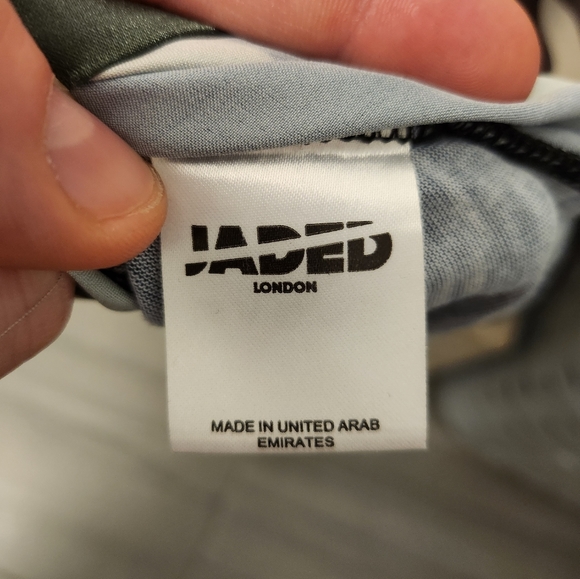 JADED
LONDON
MADE IN UNITED ARAB
EMIRATES